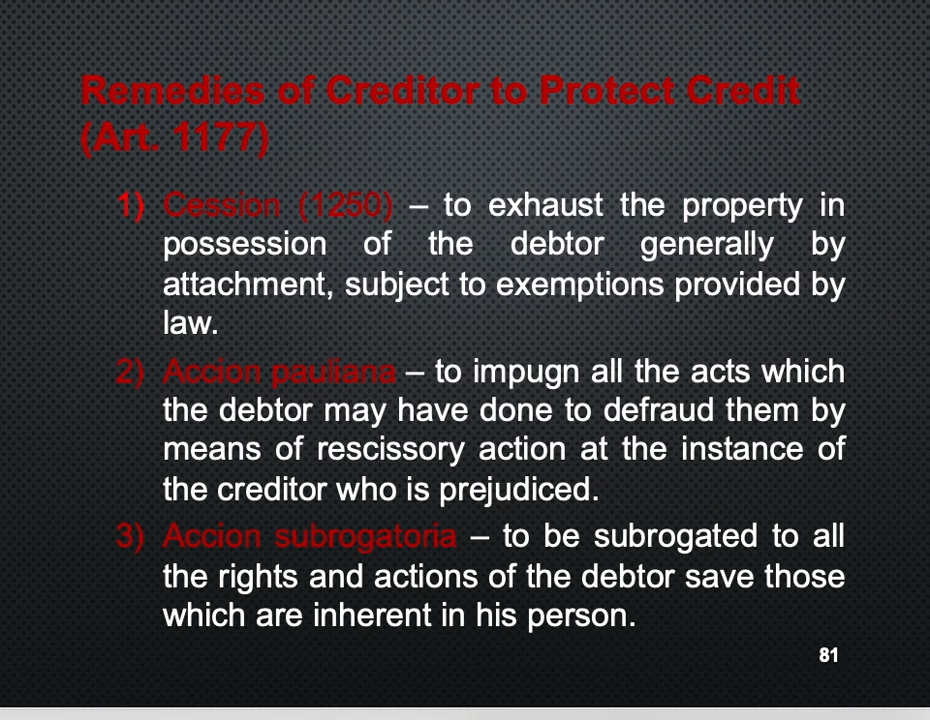 Remedies of Creditor to Protect Credit
(Art. 1177)
1) Cession (1250) – to exhaust the property in
possession of the debtor generally by
attachment, subject to exemptions provided by
law.
2) Accion pauliana – to impugn all the acts which
the debtor may have done to defraud them by
means of rescissory action at the instance of
the creditor who is prejudiced.
3) Accion subrogatoria – to be subrogated to all
the rights and actions of the debtor save those
which are inherent in his person.
81